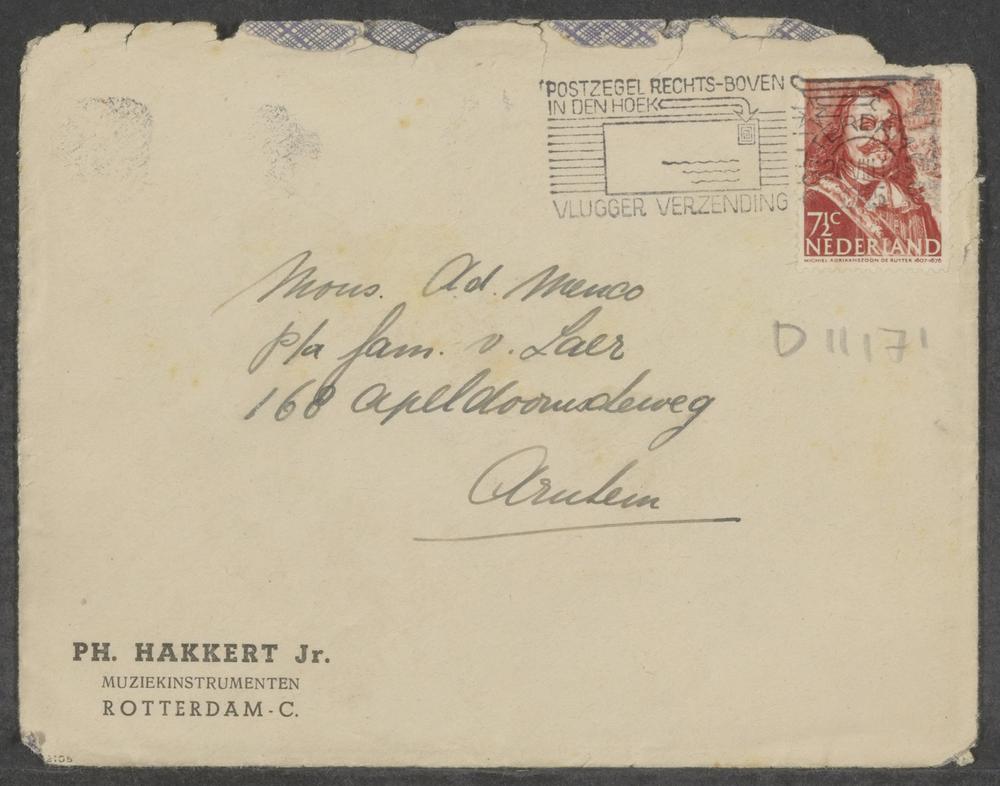 POSTZEGEL RECHTS-BOVEN
IN DEN HOEK
VLUGGER VERZENDING
7½C
NEDERLAND
MICHIEL ADRIAANSZOON DE RUYTER 1607-1676
Mons. Ad. Menco
p/a fam. v. Laer
168 Apeldoornscheweg
Arnhem
D 11171
PH. HAKKERT Jr.
MUZIEKINSTRUMENTEN
ROTTERDAM-C.